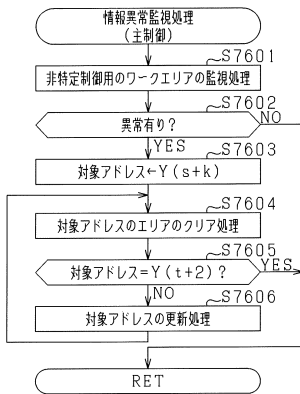 情報異常監視処理
(主制御)
S7601
非特定制御用のワークエリアの監視処理
S7602
異常有り?
NO
YES
S7603
対象アドレス←Y(s+k)
S7604
対象アドレスのエリアのクリア処理
S7605
対象アドレス=Y(t+2)?
YES
NO
S7606
対象アドレスの更新処理
RET